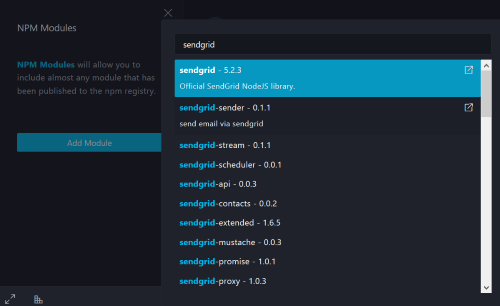 NPM Modules
NPM Modules will allow you to
include almost any module that has
been published to the npm registry.
Add Module
sendgrid
sendgrid - 5.2.3
Official SendGrid NodeJS library.
sendgrid-sender - 0.1.1
send email via sendgrid
sendgrid-stream - 0.1.1
sendgrid-scheduler - 0.0.1
sendgrid-api - 0.0.3
sendgrid-contacts - 0.0.2
sendgrid-extended - 1.6.5
sendgrid-mustache - 0.0.3
sendgrid-promise - 1.0.1
sendgrid-proxy - 1.0.3